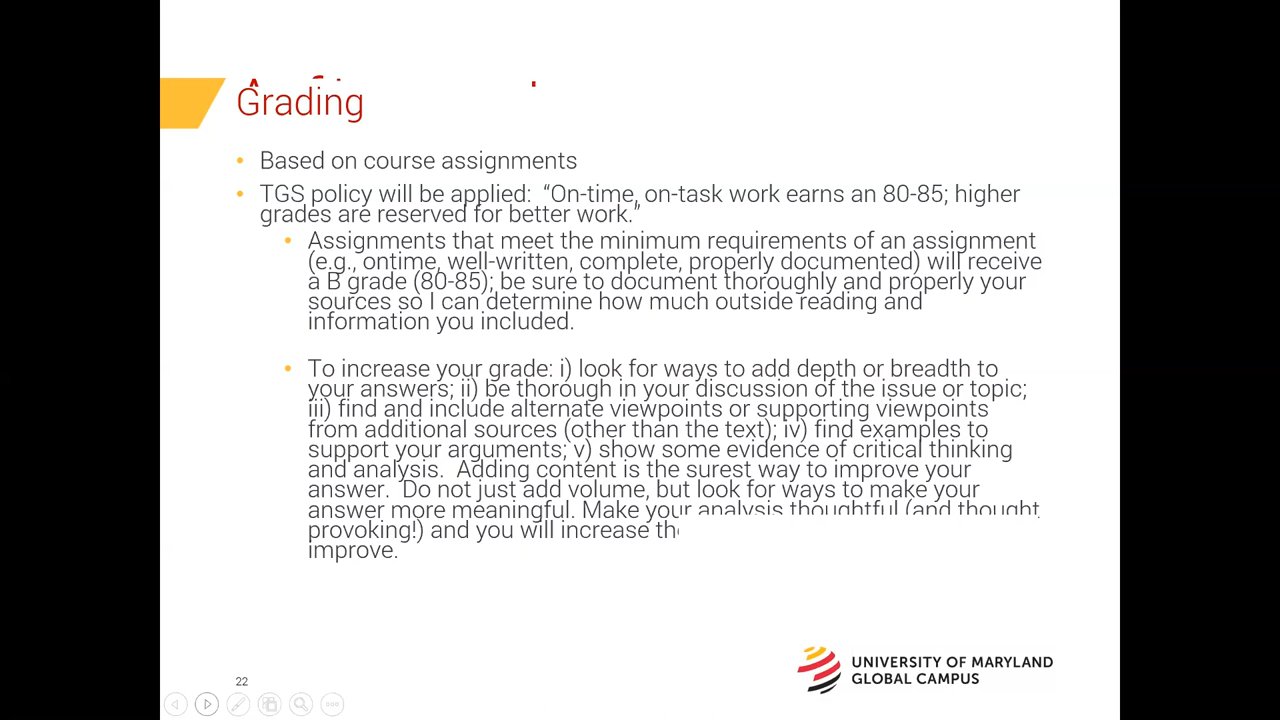 Grading
• Based on course assignments
• TGS policy will be applied:  “On-time, on-task work earns an 80-85; higher
grades are reserved for better work.”
• Assignments that meet the minimum requirements of an assignment
(e.g., ontime, well-written, complete, properly documented) will receive
a B grade (80-85); be sure to document thoroughly and properly your
sources so I can determine how much outside reading and
information you included.
• To increase your grade: i) look for ways to add depth or breadth to
your answers; ii) be thorough in your discussion of the issue or topic;
iii) find and include alternate viewpoints or supporting viewpoints
from additional sources (other than the text); iv) find examples to
support your arguments; v) show some evidence of critical thinking
and analysis.  Adding content is the surest way to improve your
answer.  Do not just add volume, but look for ways to make your
answer more meaningful. Make your analysis thoughtful (and thought
provoking!) and you will increase
improve.
UNIVERSITY OF MARYLAND
GLOBAL CAMPUS
22